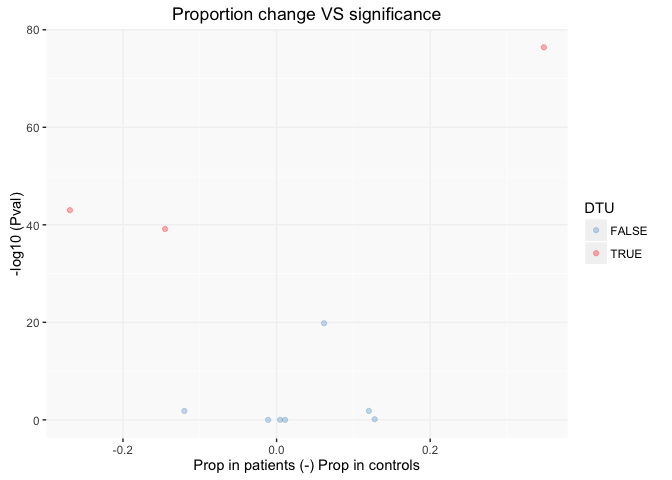 Proportion change VS significance
80
60
40
20
0
-log10 (Pval)
-0.2
0.0
0.2
Prop in patients (-) Prop in controls
DTU
FALSE
TRUE